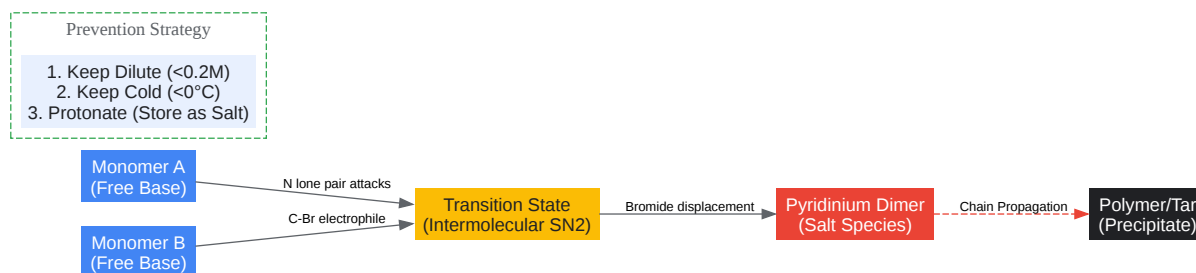 Prevention Strategy
1. Keep Dilute (<0.2M)
2. Keep Cold (<0°C)
3. Protonate (Store as Salt)
Monomer A
(Free Base)
N lone pair attacks
Monomer B
(Free Base)
C-Br electrophile
Transition State
(Intermolecular SN2)
Bromide displacement
Pyridinium Dimer
(Salt Species)
Chain Propagation
Polymer/Tar
(Precipitate)